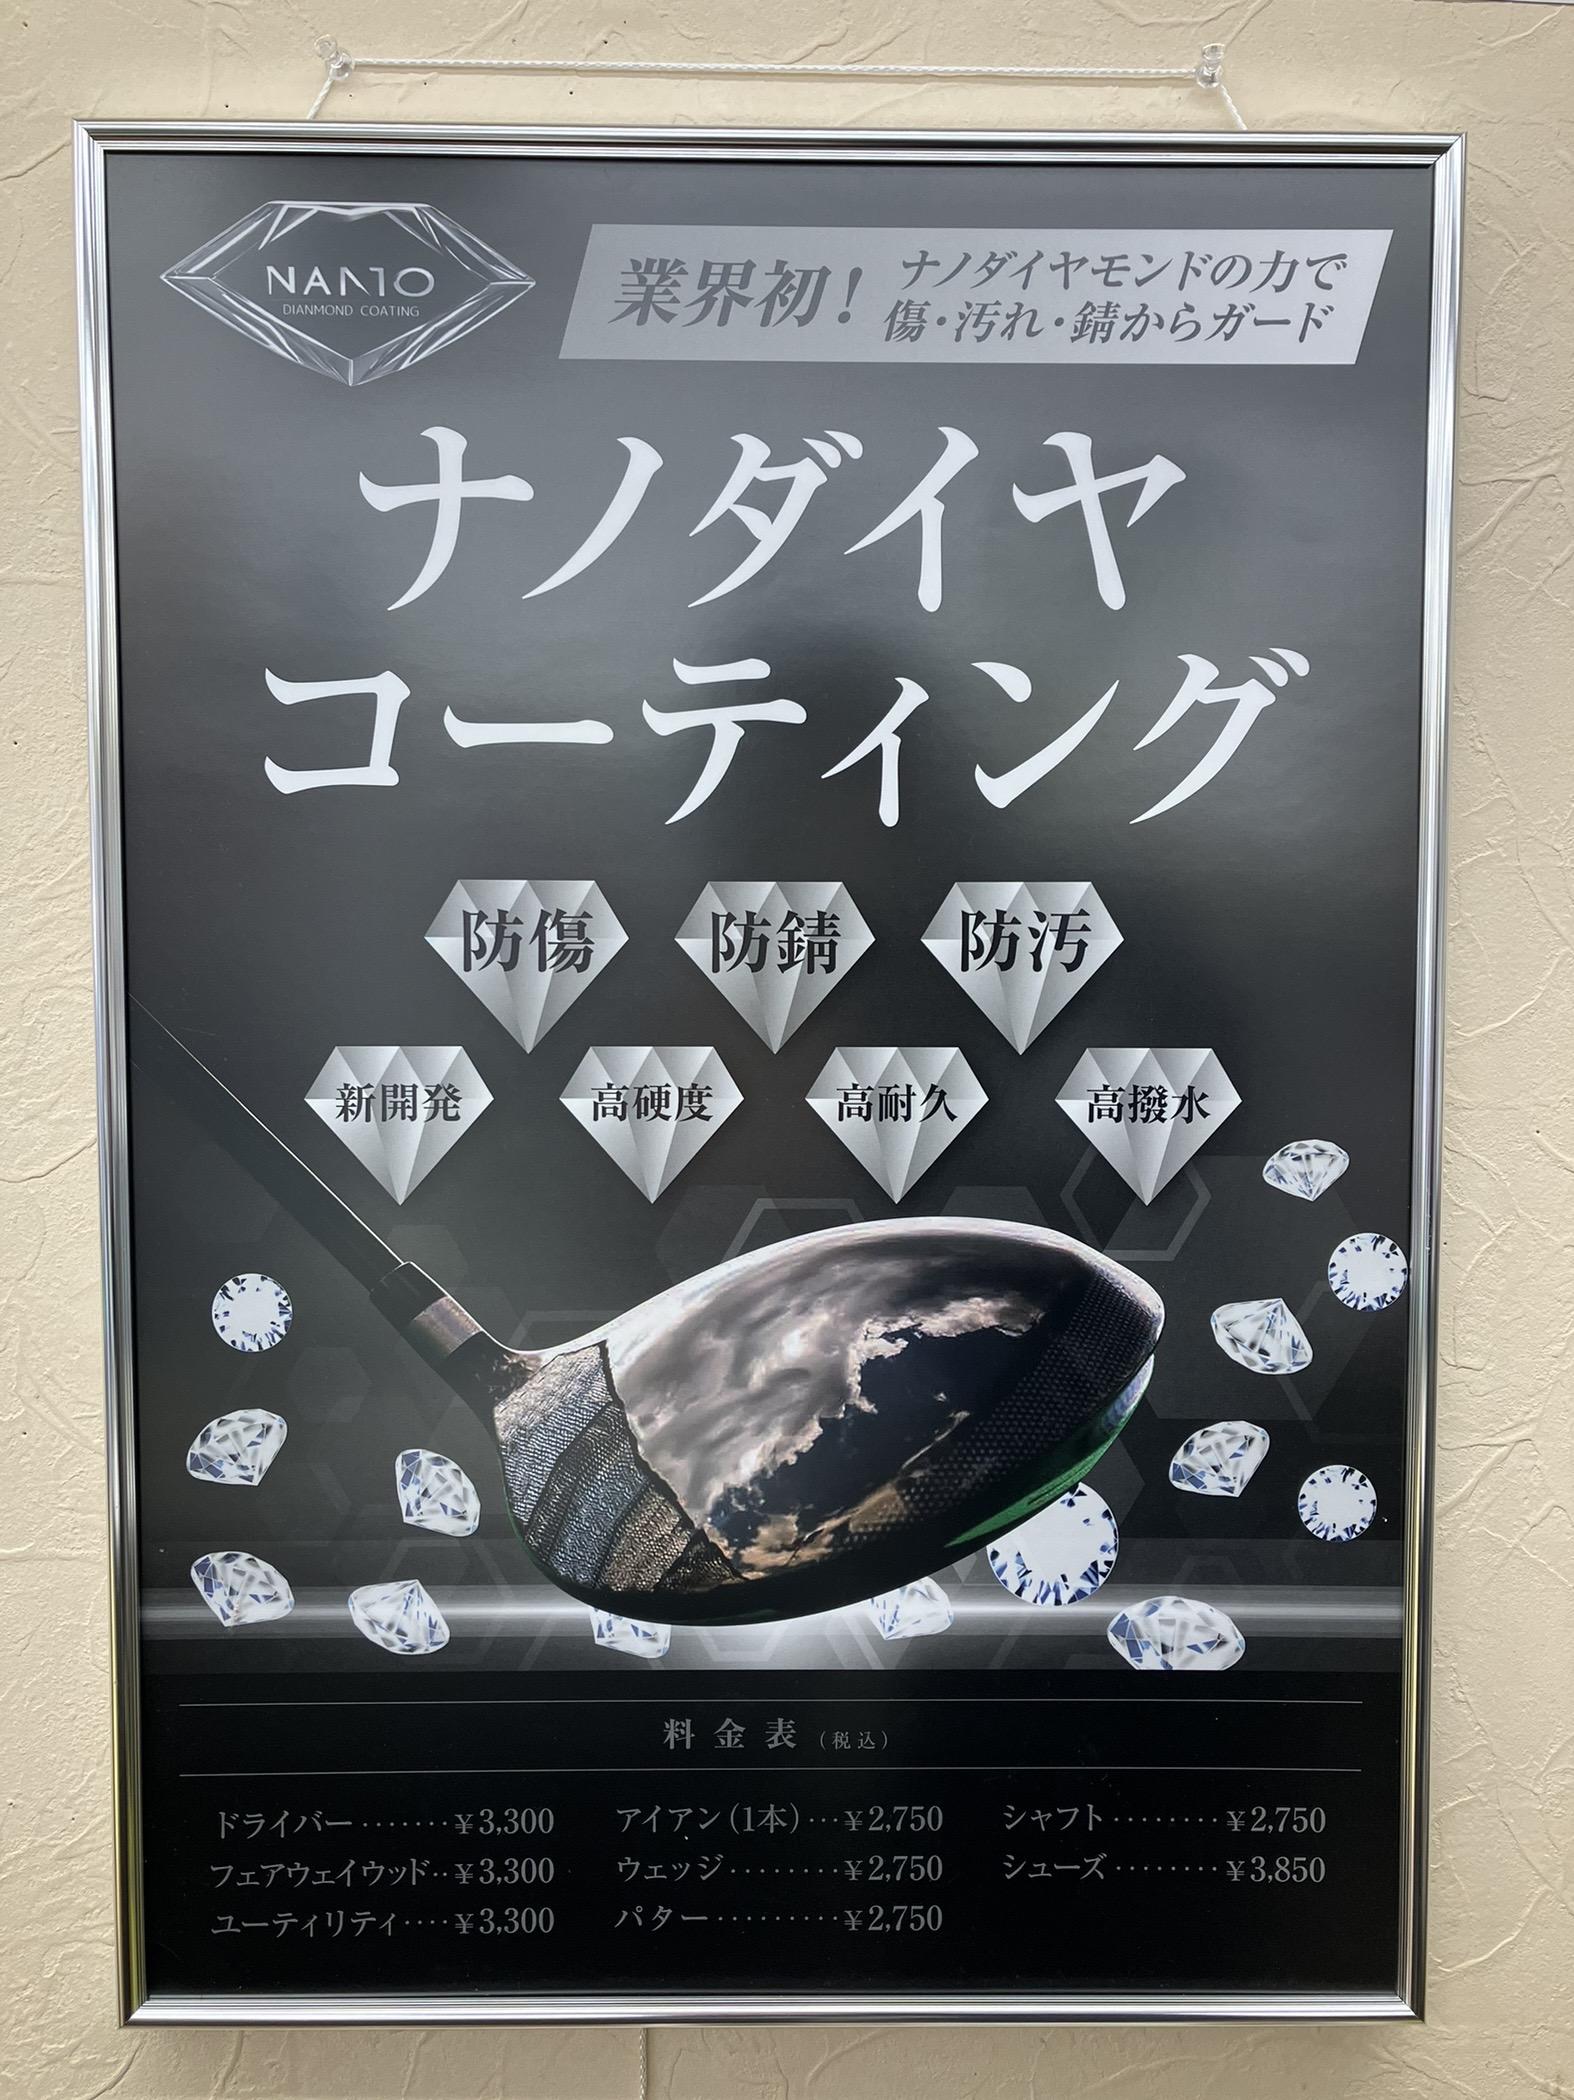 NANO
DIANMOND COATING
業界初!
ナノダイヤモンドの力で
傷・汚れ・錆からガード
ナノダイヤ
コーティング
防傷 防錆 防汚
新開発 高硬度 高耐久 高撥水
料金表(税込)
ドライバー・・・・・・・¥3,300 アイアン(1本)・・・¥2,750 シャフト・・・・・・・・¥2,750
フェアウェイウッド・・¥3,300 ウェッジ・・・・・・・・¥2,750 シューズ・・・・・・・・¥3,850
ユーティリティ・・・・¥3,300 パター・・・・・・・・・¥2,750